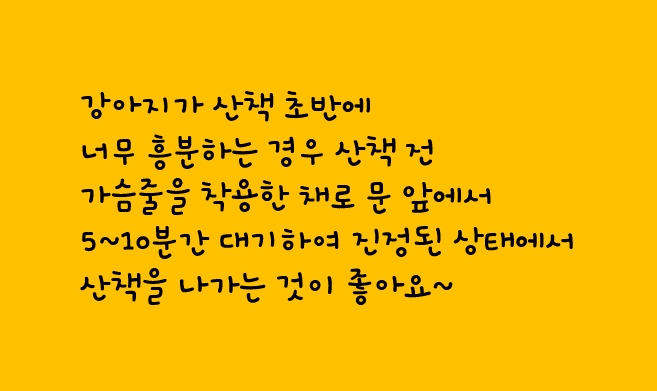 강아지가 산책 초반에
너무 흥분하는 경우 산책 전
가슴줄을 착용한 채로 문 앞에서
5~10분간 대기하여 진정된 상태에서
산책을 나가는 것이 좋아요~